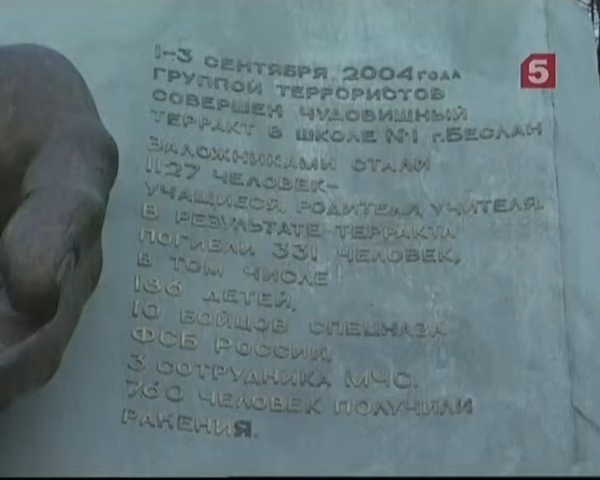 1-3 СЕНТЯБРЯ 2004 ГОДА
ГРУППОЙ ТЕРРОРИСТОВ
СОВЕРШЕН ЧУДОВИЩНЫЙ
ТЕРРАКТ В ШКОЛЕ №1 г.БЕСЛАН
ЗАЛОЖНИКАМИ СТАЛИ
1127 ЧЕЛОВЕК-
УЧАЩИЕСЯ, РОДИТЕЛИ, УЧИТЕЛЯ.
В РЕЗУЛЬТАТЕ ТЕРРАКТА
ПОГИБЛИ 331 ЧЕЛОВЕК,
В ТОМ ЧИСЛЕ
186 ДЕТЕЙ,
10 БОЙЦОВ СПЕЦНАЗА
ФСБ РОССИИ,
3 СОТРУДНИКА МЧС.
760 ЧЕЛОВЕК ПОЛУЧИЛИ
РАНЕНИЯ.
5